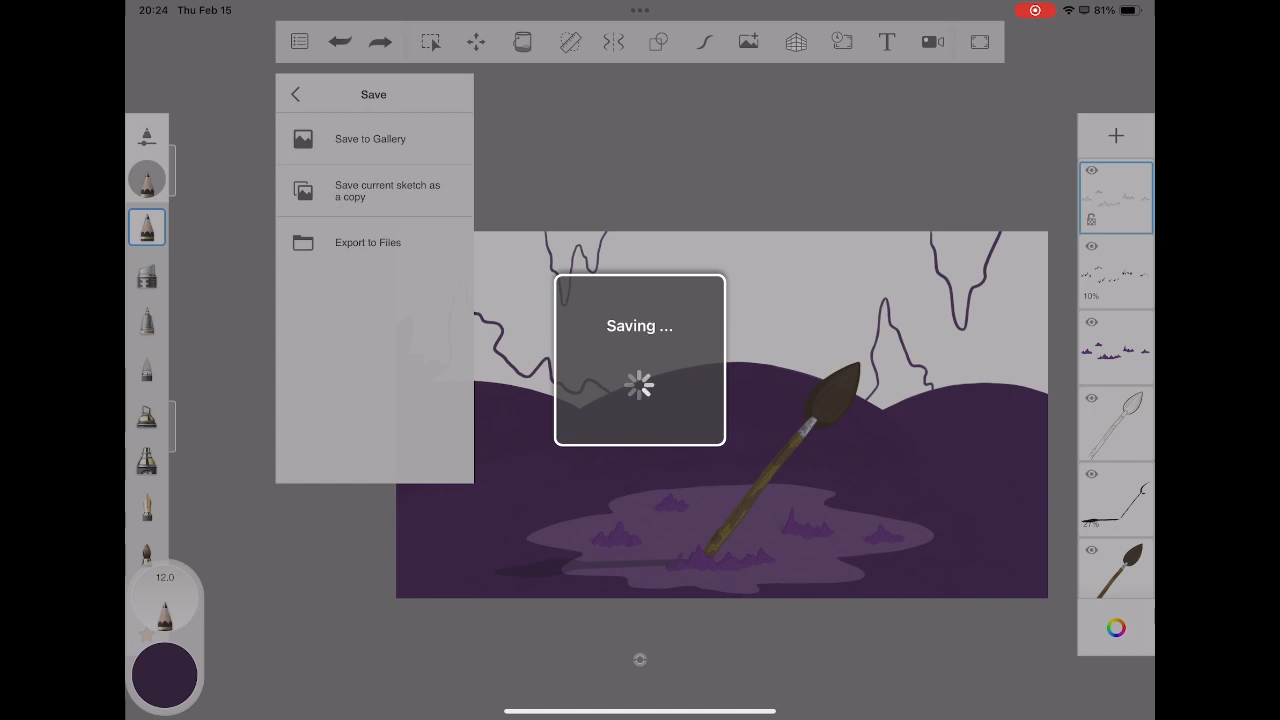 20:24 Thu Feb 15
81%
Save
Save to Gallery
Save current sketch as
a copy
Export to Files
Saving ...
10%
27%
12.0